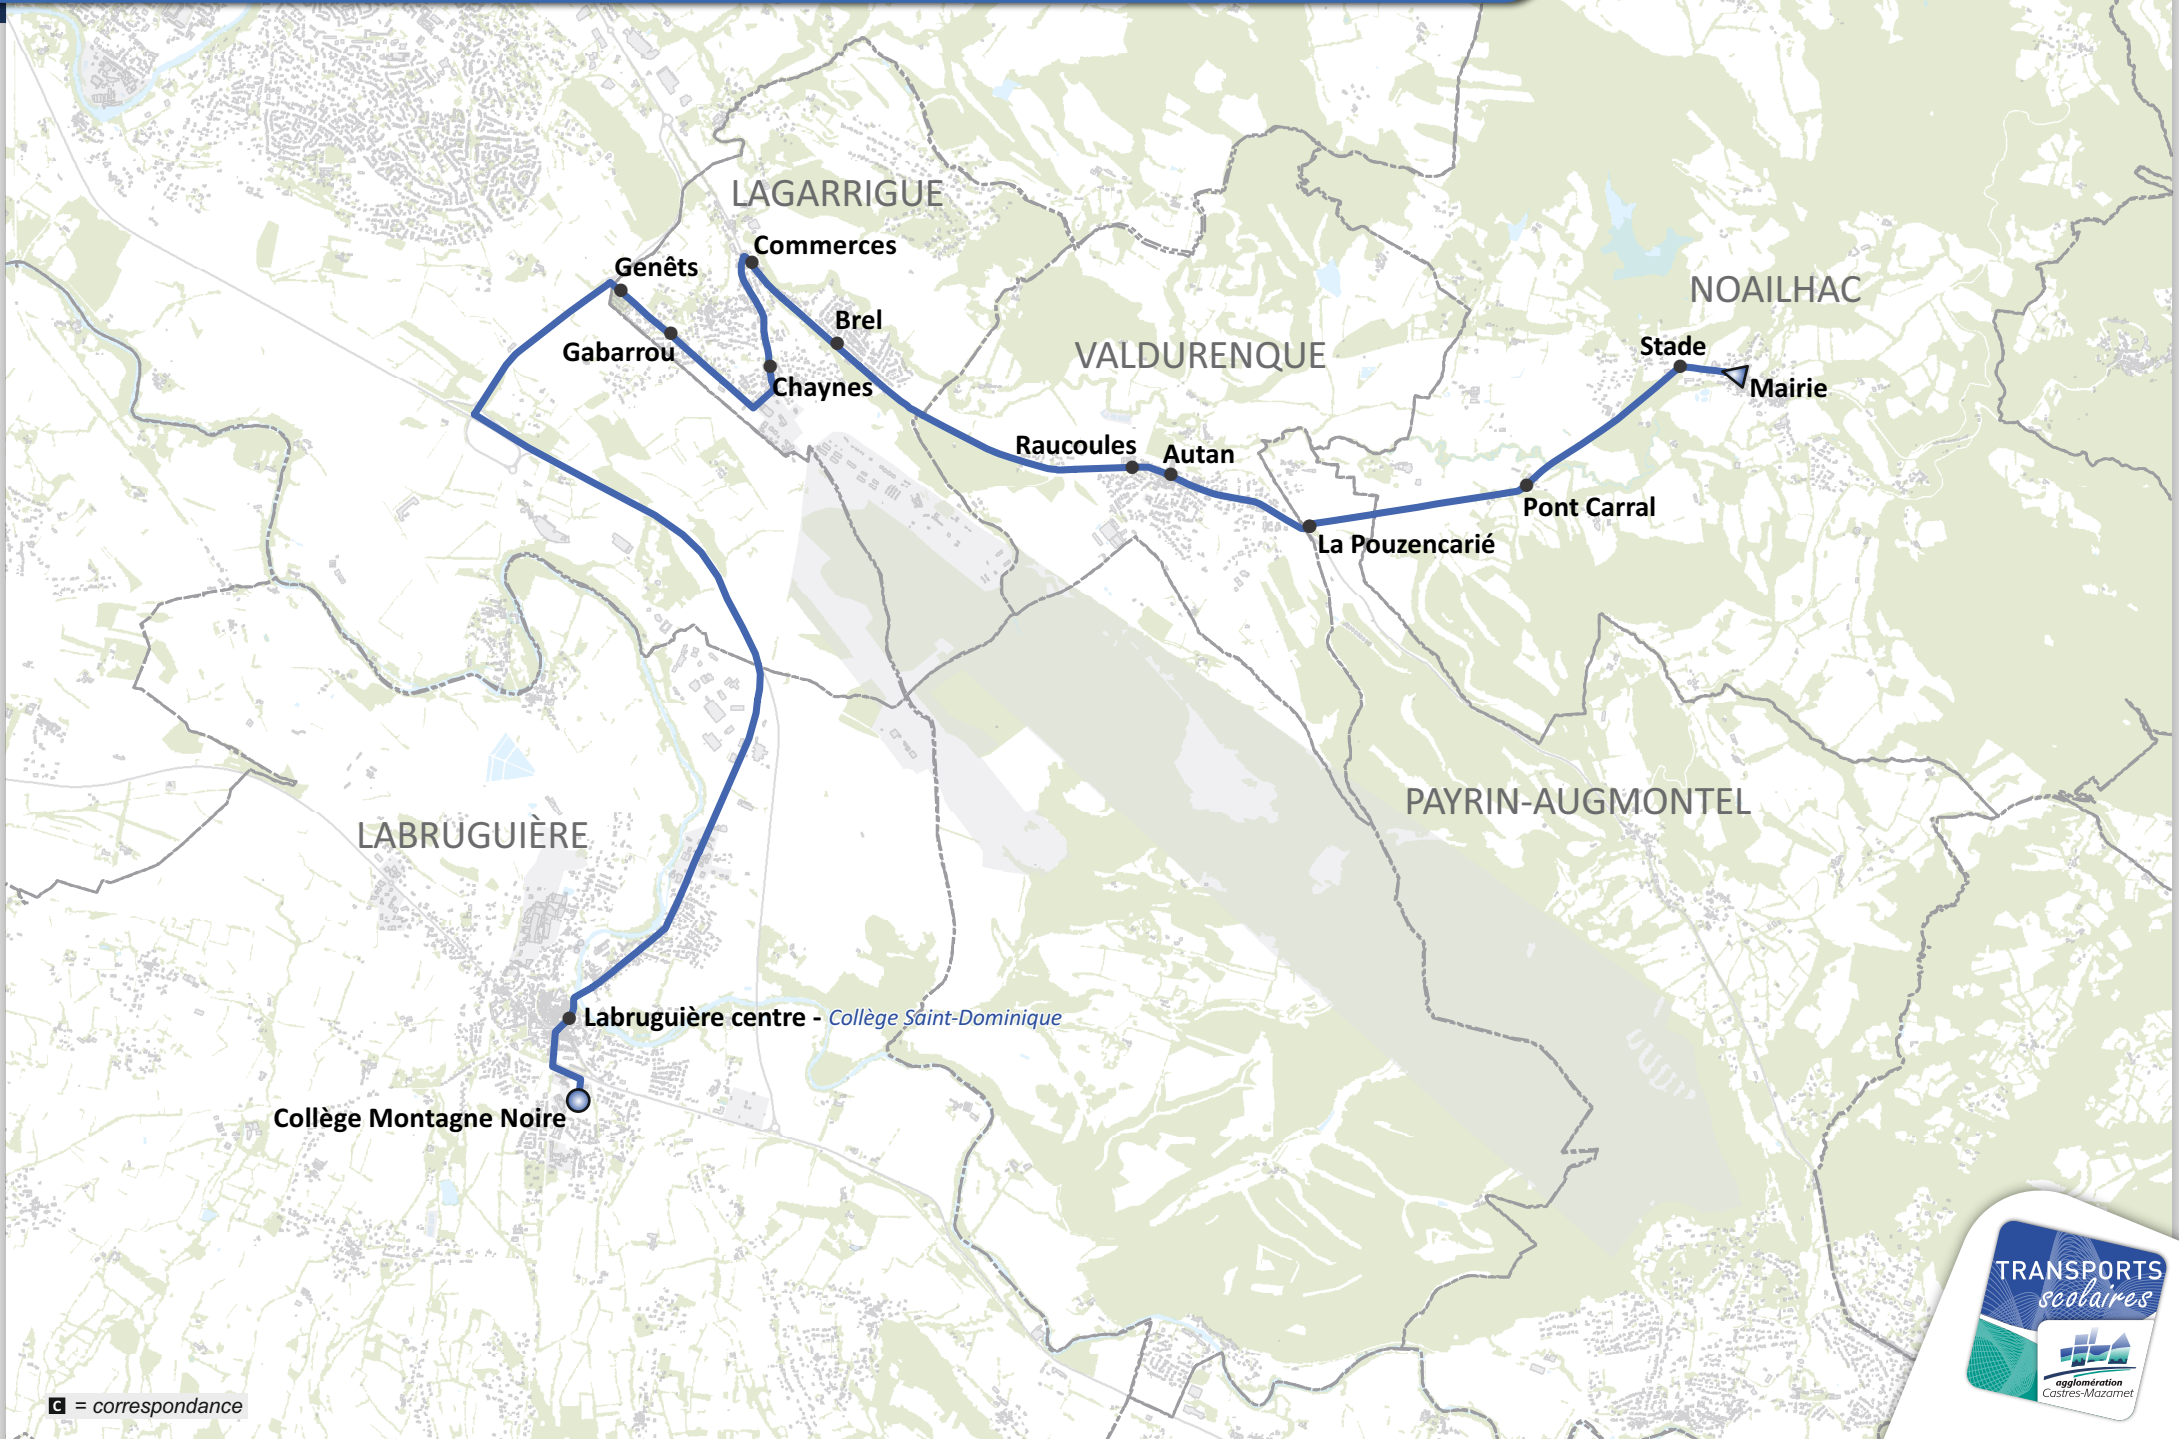 LAGARRIGUE
Commerces
Genêts
NOAILHAC
Brel
Stade
Gabarrou
VALDURENQUE
Chaynes
Mairie
Raucoules
Autan
Pont Carral
La Pouzencarié
PAYRIN-AUGMONTEL
LABRUGUIÈRE
Labruguière centre - Collège Saint-Dominique
Collège Montagne Noire
TRANSPORTS
scolaires
agglomération
Castres-Mazamet
C = correspondance